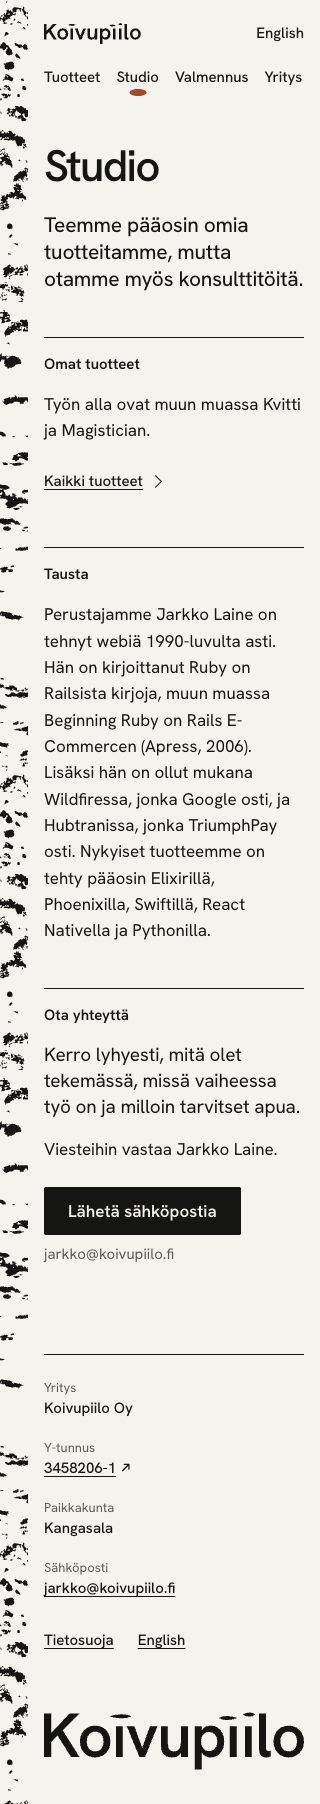 Koivupiilo
English
Tuotteet Studio Valmennus Yritys
Studio
Teemme pääosin omia
tuotteitamme, mutta
otamme myös konsulttitöitä.
Omat tuotteet
Työn alla ovat muun muassa Kvitti
ja Magistician.
Kaikki tuotteet
Tausta
Perustajamme Jarkko Laine on
tehnyt webiä 1990-luvulta asti.
Hän on kirjoittanut Ruby on
Railsista kirjoja, muun muassa
Beginning Ruby on Rails E-
Commercen (Apress, 2006).
Lisäksi hän on ollut mukana
Wildfiressa, jonka Google osti, ja
Hubtranissa, jonka TriumphPay
osti. Nykyiset tuotteemme on
tehty pääosin Elixirillä,
Phoenixilla, Swiftillä, React
Nativella ja Pythonilla.
Ota yhteyttä
Kerro lyhyesti, mitä olet
tekemässä, missä vaiheessa
työ on ja milloin tarvitset apua.
Viesteihin vastaa Jarkko Laine.
Lähetä sähköpostia
jarkko@koivupiilo.fi
Yritys
Koivupiilo Oy
Y-tunnus
3458206-1 ↗
Paikkakunta
Kangasala
Sähköposti
jarkko@koivupiilo.fi
Tietosuoja English
Koivupiilo